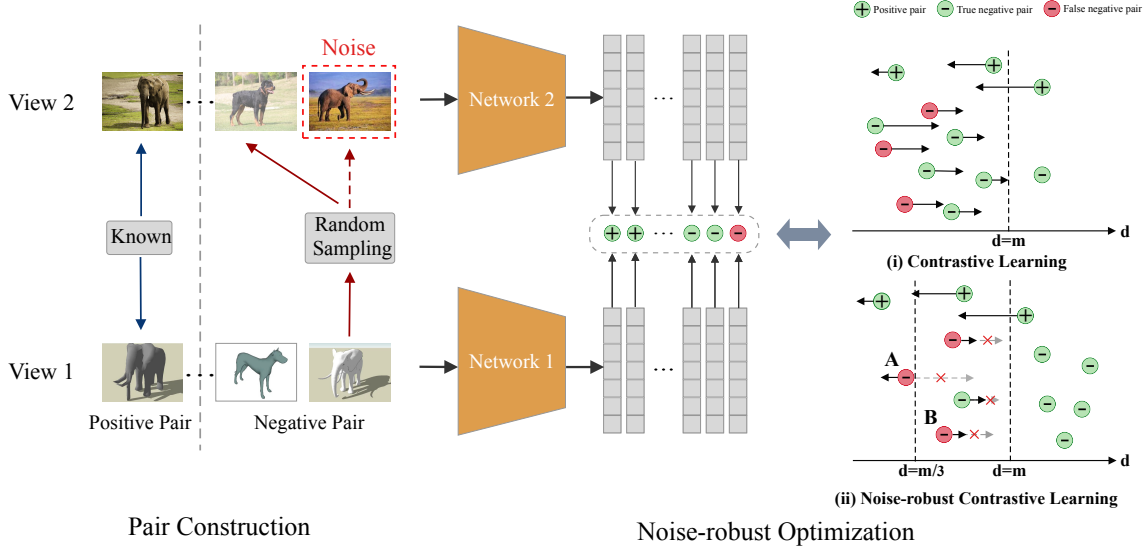 Positive pair
True negative pair
False negative pair
Noise
View 2
Network 2
Known
Random
Sampling
d=m
d
(i) Contrastive Learning
View 1
Network 1
A
B
Positive Pair
Negative Pair
d=m/3
d=m
d
(ii) Noise-robust Contrastive Learning
Pair Construction
Noise-robust Optimization